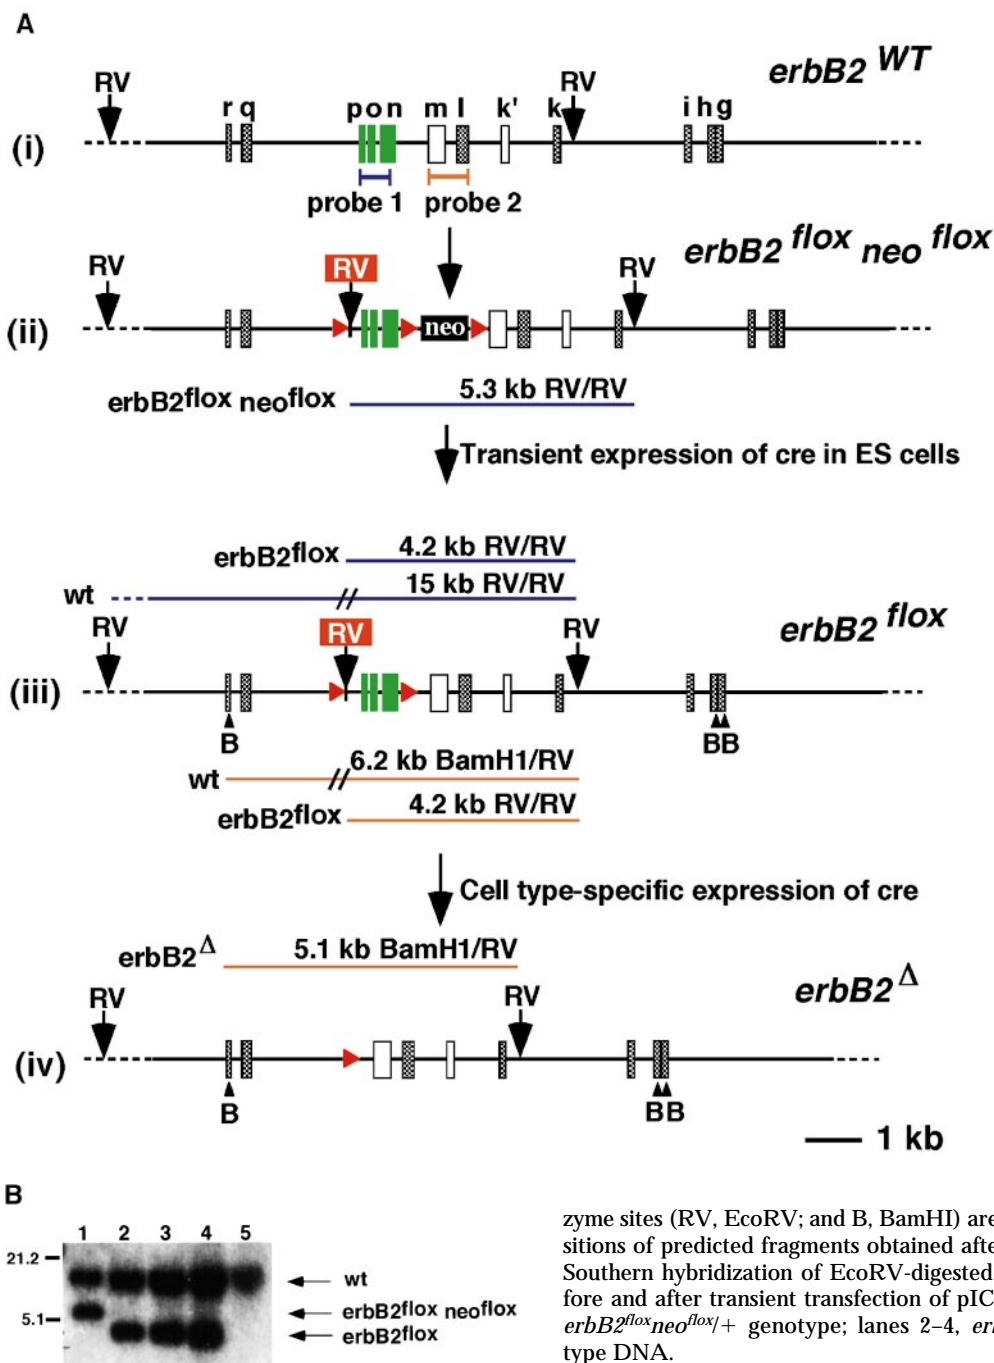 A
erbB2 WT
RV RV
r q p o n m l k' k i h g
(i)
probe 1 probe 2
erbB2 flox neo flox
RV RV RV
(ii)
neo
erbB2flox neoflox 5.3 kb RV/RV
Transient expression of cre in ES cells
erbB2flox 4.2 kb RV/RV
wt 15 kb RV/RV
RV RV RV erbB2 flox
(iii)
B BB
wt 6.2 kb BamH1/RV
erbB2flox 4.2 kb RV/RV
Cell type-specific expression of cre
erbB2Δ 5.1 kb BamH1/RV
RV RV erbB2Δ
(iv)
B BB
1 kb
B
1 2 3 4 5
21.2
wt
5.1
erbB2flox neoflox
erbB2flox
zyme sites (RV, EcoRV; and B, BamHI) are
sitions of predicted fragments obtained afte
Southern hybridization of EcoRV-digested
fore and after transient transfection of pIC
erbB2floxneoflox/+ genotype; lanes 2–4, er
type DNA.